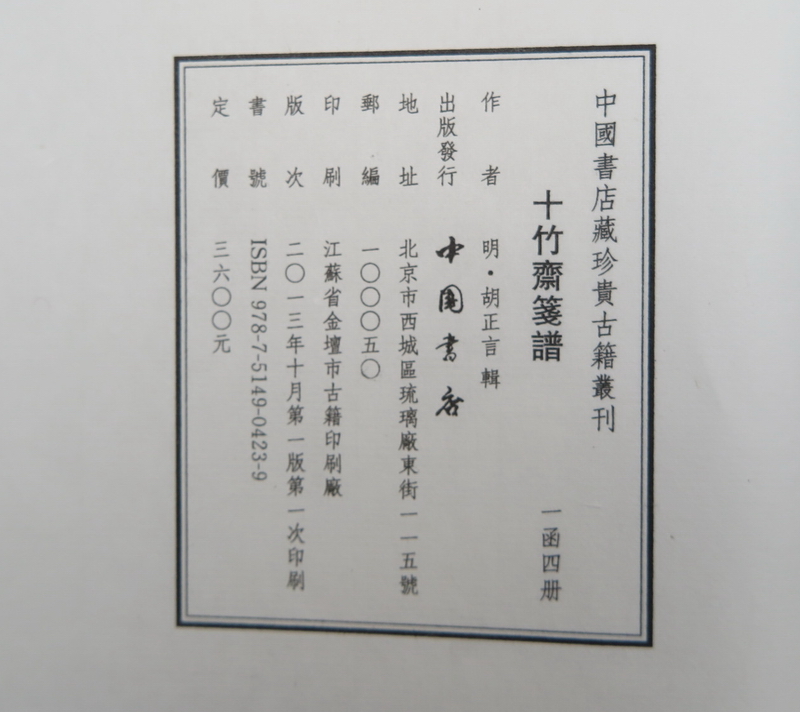 中國書店藏珍貴古籍叢刊
十竹齋箋譜 一函四册
作者 明·胡正言 輯
出版發行 中國書店
地址 北京市西城區琉璃廠東街一一五號
郵編 一〇〇〇五〇
印刷 江蘇省金壇市古籍印刷廠
版次 二〇一三年十月第一版第一次印刷
書號 ISBN 978-7-5149-0423-9
定價 三六〇〇元